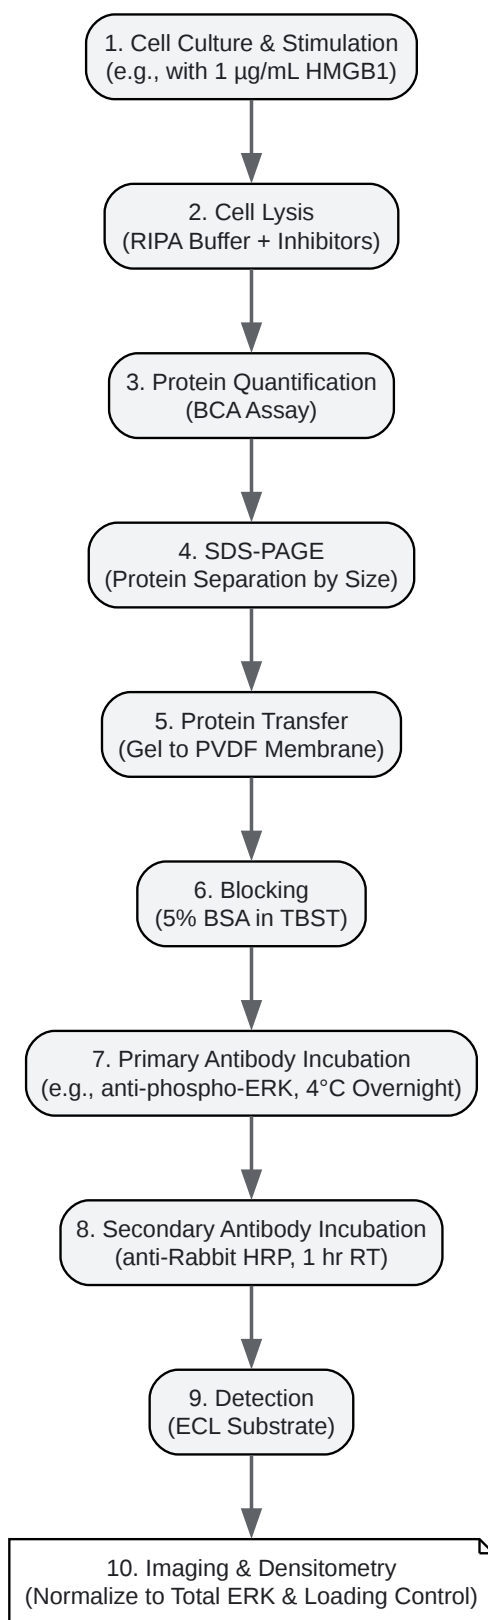 1. Cell Culture & Stimulation
(e.g., with 1 µg/mL HMGB1)
2. Cell Lysis
(RIPA Buffer + Inhibitors)
3. Protein Quantification
(BCA Assay)
4. SDS-PAGE
(Protein Separation by Size)
5. Protein Transfer
(Gel to PVDF Membrane)
6. Blocking
(5% BSA in TBST)
7. Primary Antibody Incubation
(e.g., anti-phospho-ERK, 4°C Overnight)
8. Secondary Antibody Incubation
(anti-Rabbit HRP, 1 hr RT)
9. Detection
(ECL Substrate)
10. Imaging & Densitometry
(Normalize to Total ERK & Loading Control)